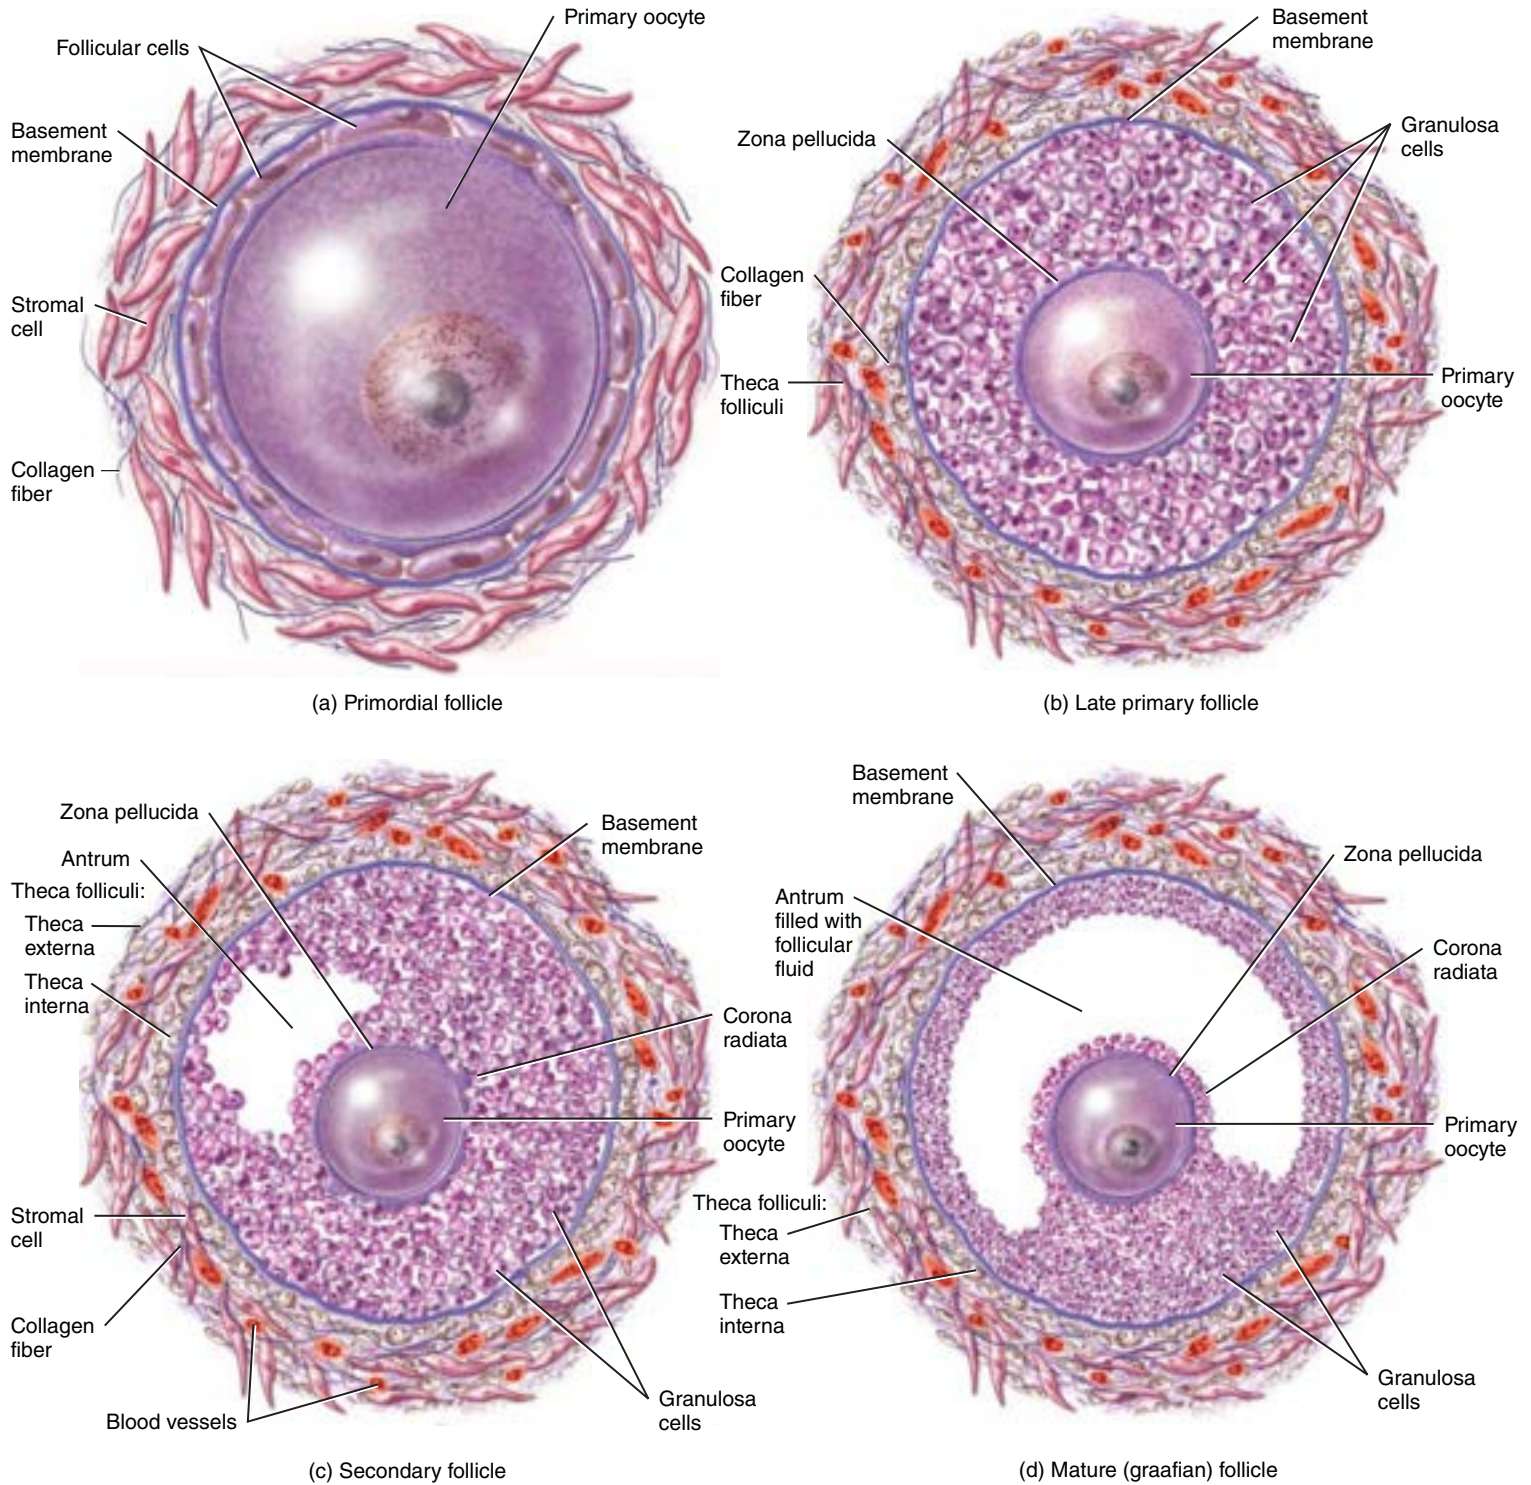 Primary oocyte
Follicular cells
Basement
membrane
Stromal
cell
Collagen
fiber
(a) Primordial follicle
Basement
membrane
Zona pellucida
Granulosa
cells
Collagen
fiber
Theca
folliculi
Primary
oocyte
(b) Late primary follicle
Zona pellucida
Basement
membrane
Antrum
Theca folliculi:
Theca
externa
Theca
interna
Corona
radiata
Primary
oocyte
Stromal
cell
Collagen
fiber
Blood vessels
Granulosa
cells
(c) Secondary follicle
Basement
membrane
Zona pellucida
Antrum
filled with
follicular
fluid
Corona
radiata
Primary
oocyte
Theca folliculi:
Theca
externa
Theca
interna
Granulosa
cells
(d) Mature (graafian) follicle